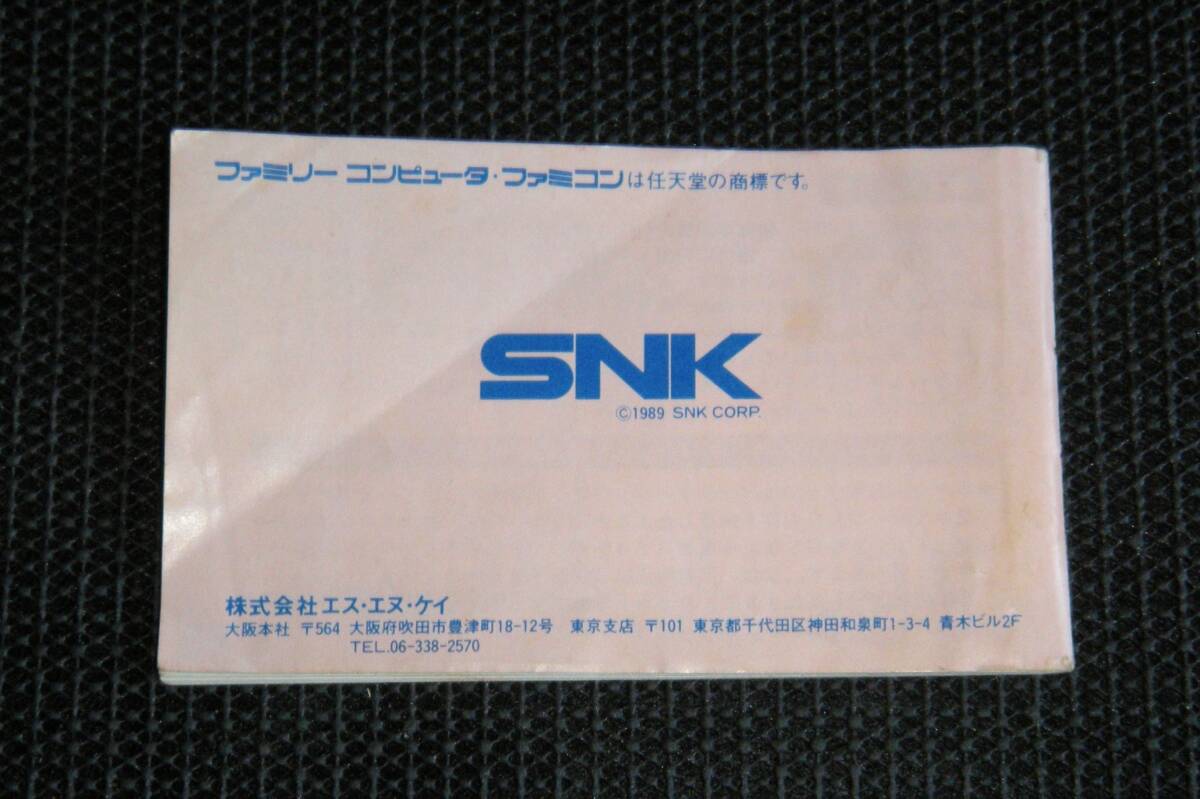 ファミリー コンピュータ・ファミコンは任天堂の商標です。
SNK
©1989 SNK CORP.
株式会社エス・エヌ・ケイ
大阪本社 〒564 大阪府吹田市豊津町18-12号 東京支店 〒101 東京都千代田区神田和泉町1-3-4 青木ビル2F
TEL.06-338-2570